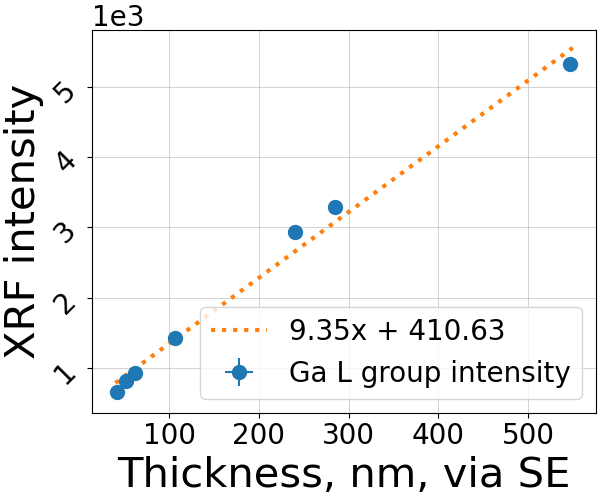 1e3
XRF intensity
5
4
3
2
1
9.35x + 410.63
Ga L group intensity
100 200 300 400 500
Thickness, nm, via SE